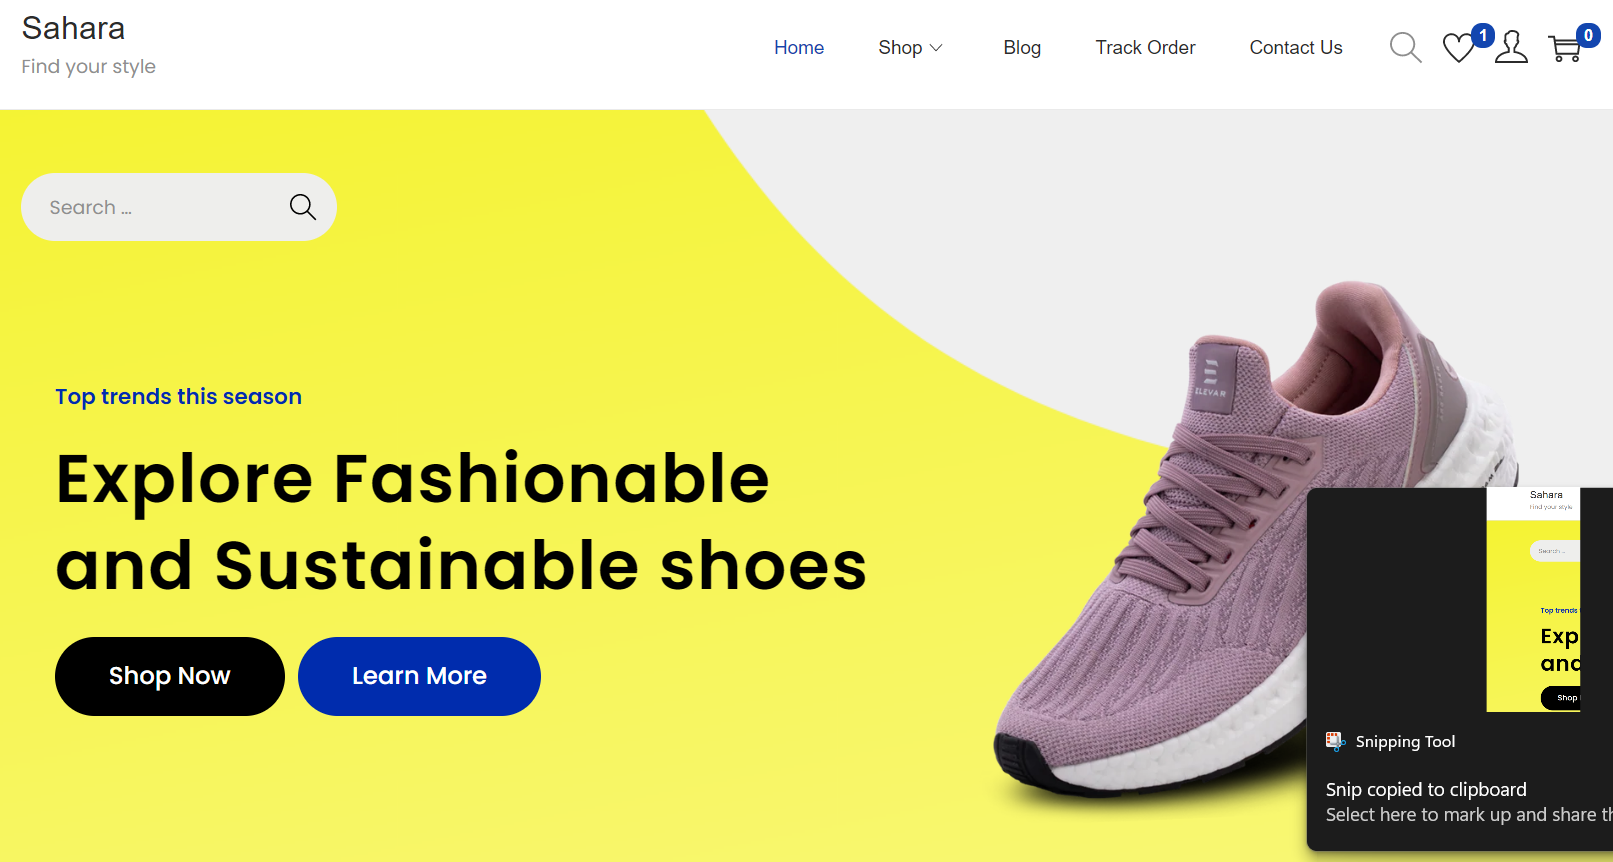 Sahara
Find your style
Home
Shop
Blog
Track Order
Contact Us
1
0
Search ...
Top trends this season
Explore Fashionable
and Sustainable shoes
Shop Now
Learn More
ELEVAR
Sahara
Find your style
Search ...
Top trends
Exp
and
Shop
Snipping Tool
Snip copied to clipboard
Select here to mark up and share th